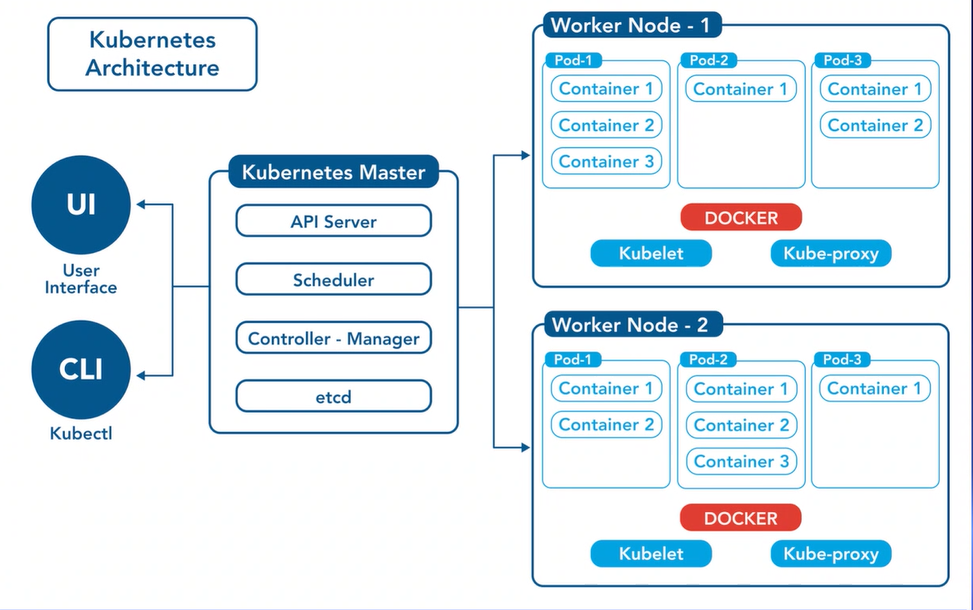 Kubernetes
Architecture
UI
User
Interface
CLI
Kubectl
Kubernetes Master
API Server
Scheduler
Controller - Manager
etcd
Worker Node - 1
Pod-1
Container 1
Container 2
Container 3
Pod-2
Container 1
Pod-3
Container 1
Container 2
DOCKER
Kubelet
Kube-proxy
Worker Node - 2
Pod-1
Container 1
Container 2
Pod-2
Container 1
Container 2
Container 3
Pod-3
Container 1
DOCKER
Kubelet
Kube-proxy